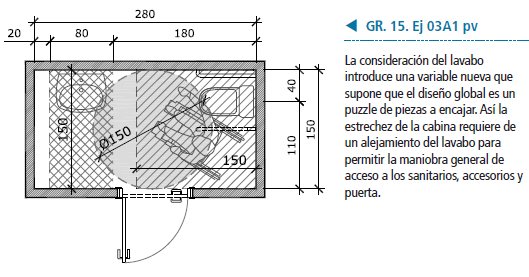 280
20 80 180
40
150
150
Ø150
110
150
◀ GR. 15. Ej 03A1 pv
La consideración del lavabo
introduce una variable nueva que
supone que el diseño global es un
puzzle de piezas a encajar. Así la
estrechez de la cabina requiere de
un alejamiento del lavabo para
permitir la maniobra general de
acceso a los sanitarios, accesorios y
puerta.